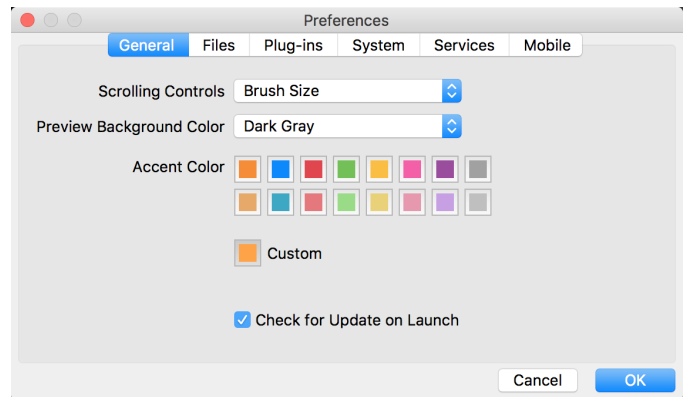 Preferences
General Files Plug-ins System Services Mobile
Scrolling Controls Brush Size
Preview Background Color Dark Gray
Accent Color
Custom
Check for Update on Launch
Cancel OK